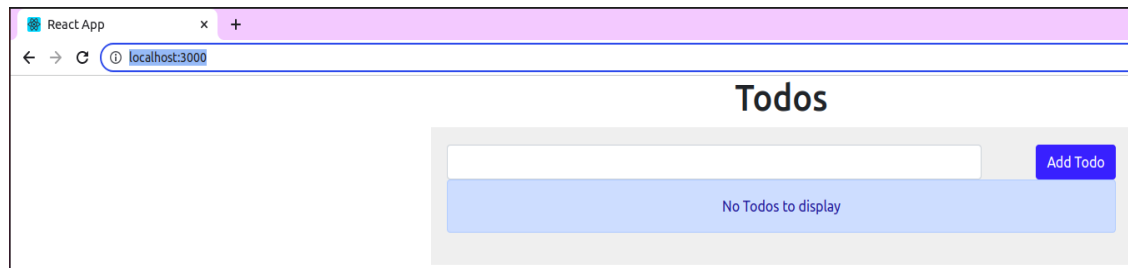 React App
localhost:3000
Todos
Add Todo
No Todos to display